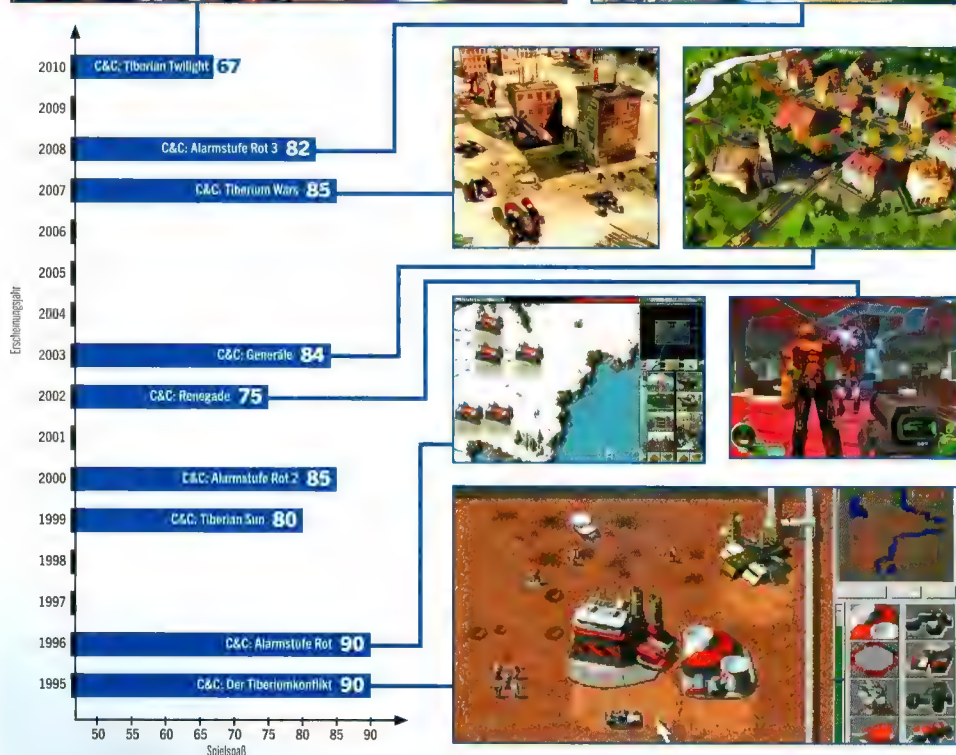 2010
C&C: Tiberian Twilight 67
2009
2008
C&C: Alarmstufe Rot 3 82
2007
C&C: Tiberium Wars 85
2006
2005
2004
2003
C&C: Generäle 84
2002
C&C: Renegade 75
2001
2000
C&C: Alarmstufe Rot 2 85
1999
C&C: Tiberian Sun 80
1998
1997
1996
C&C: Alarmstufe Rot 90
1995
C&C: Der Tiberiumkonflikt 90
Erscheinungsjahr
50 55 60 65 70 75 80 85 90
Spielspaß